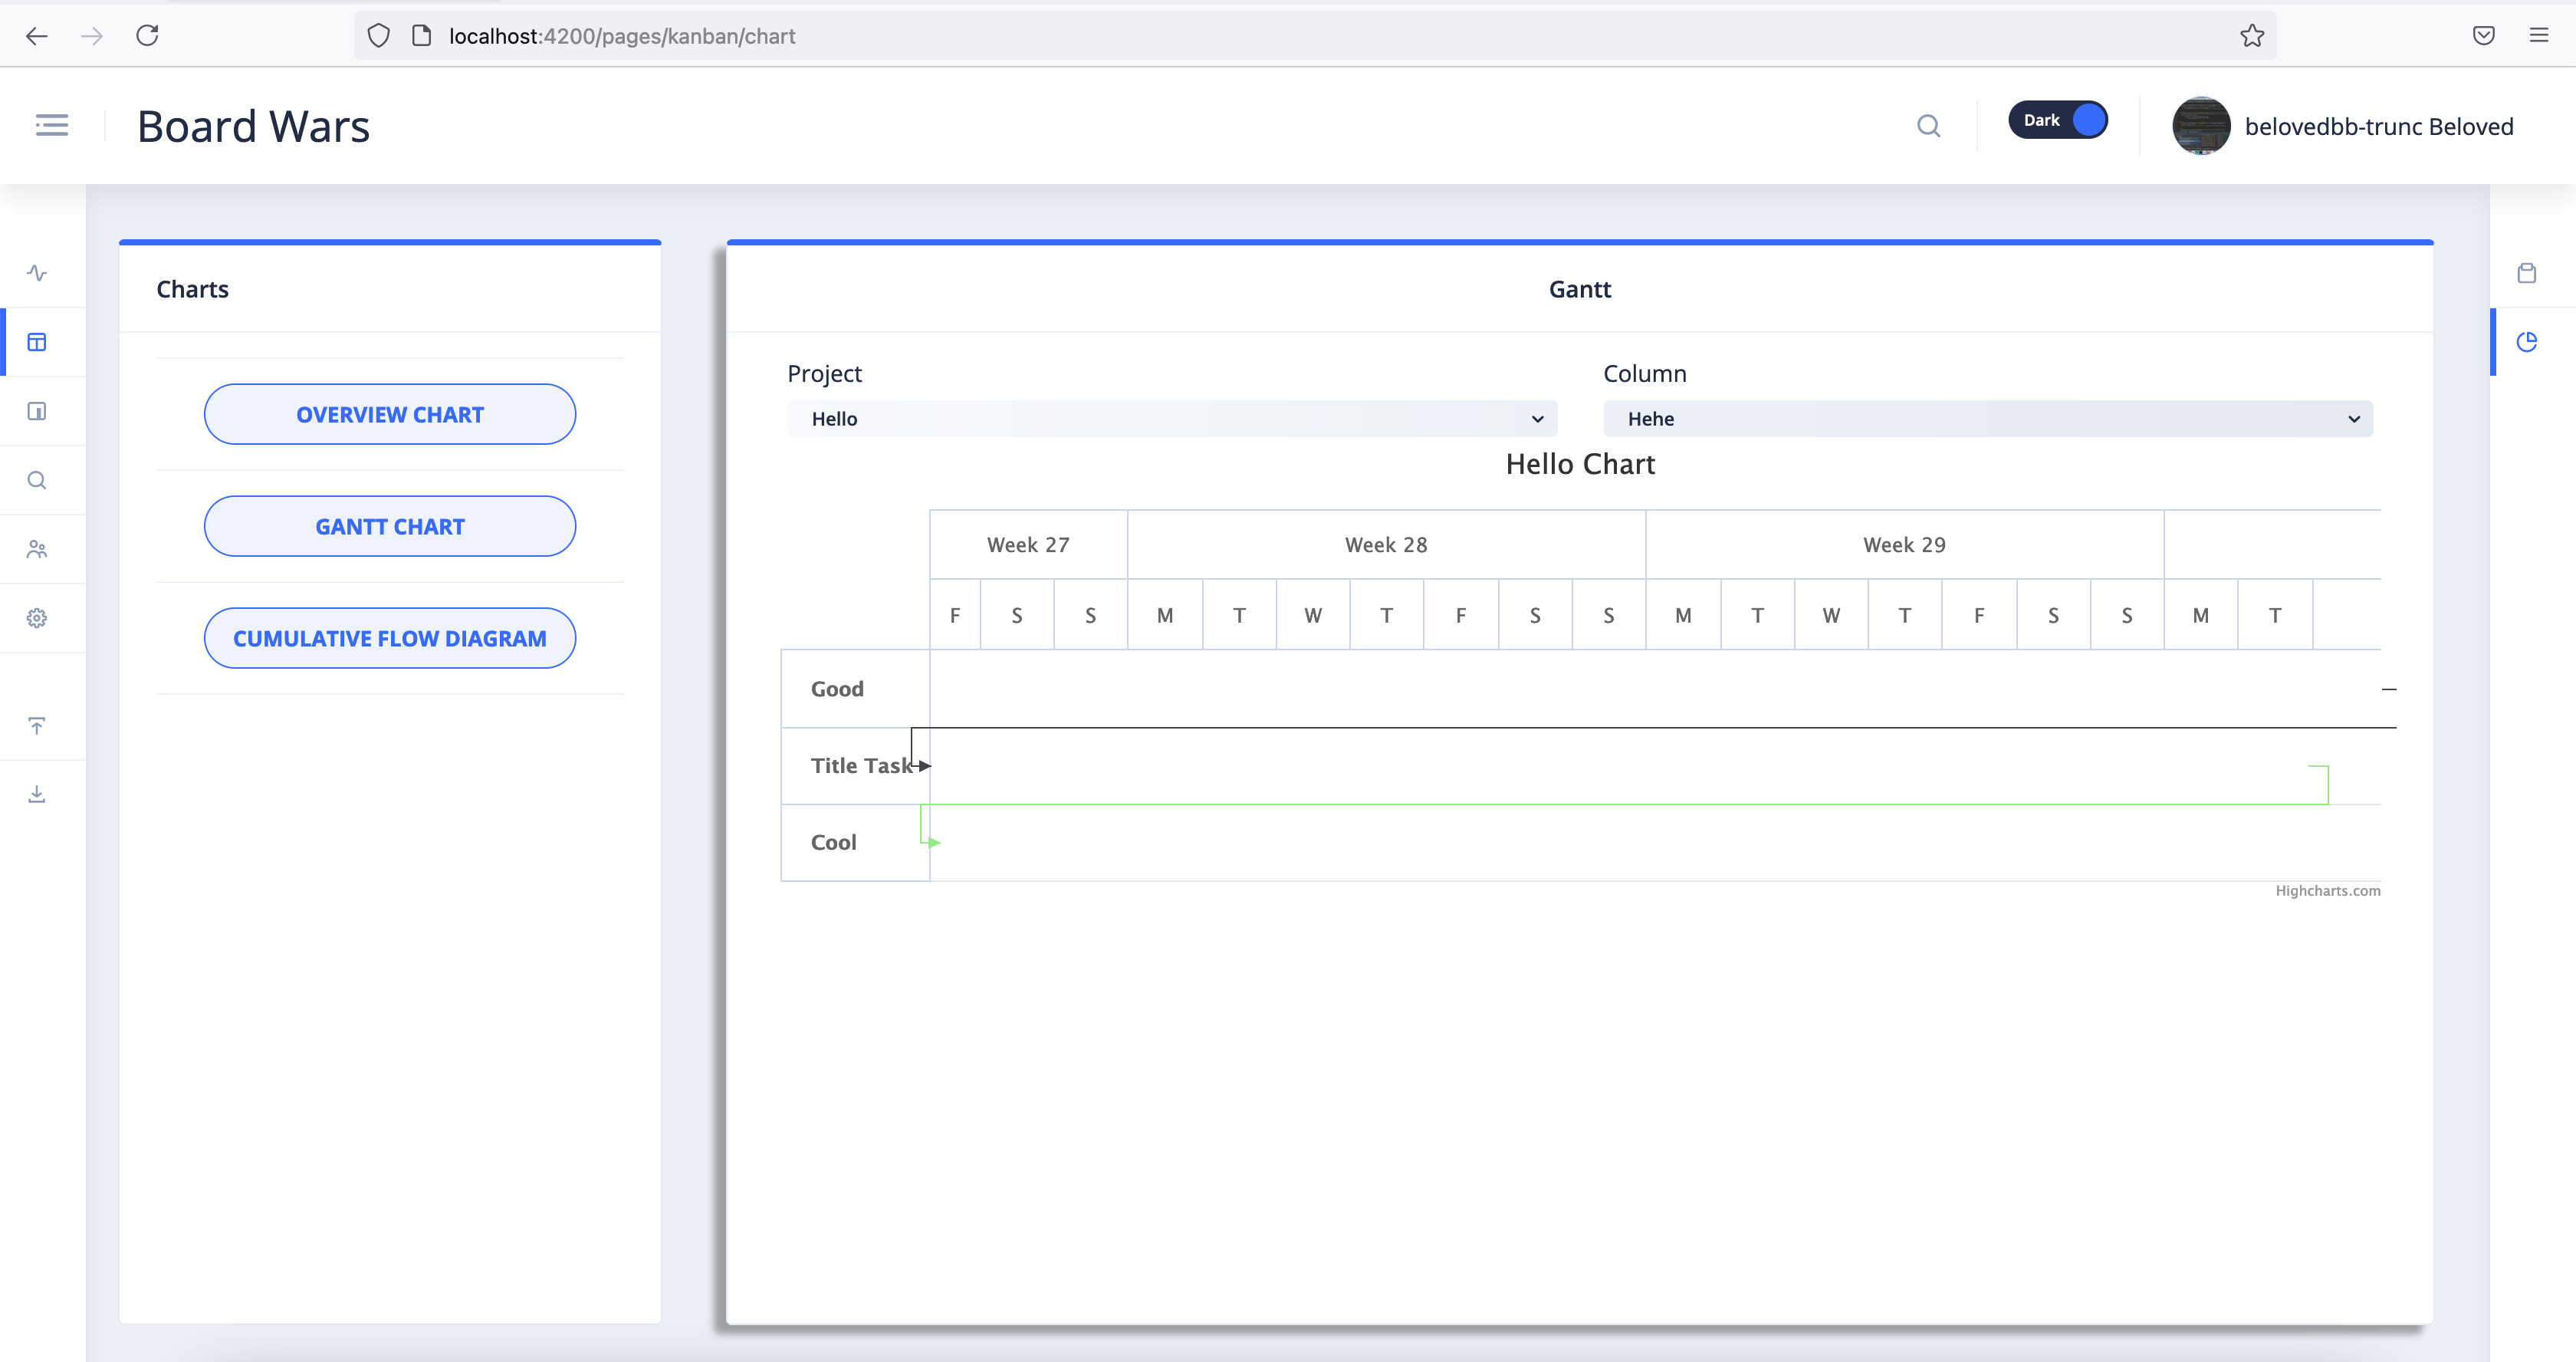 localhost:4200/pages/kanban/chart
Board Wars
Dark
belovedbb-trunc Beloved
Charts
OVERVIEW CHART
GANTT CHART
CUMULATIVE FLOW DIAGRAM
Gantt
Project
Column
Hello
Hehe
Hello Chart
Week 27 Week 28 Week 29
F S S M T W T F S S M T W T F S S M T
Good
Title Task
Cool
Highcharts.com